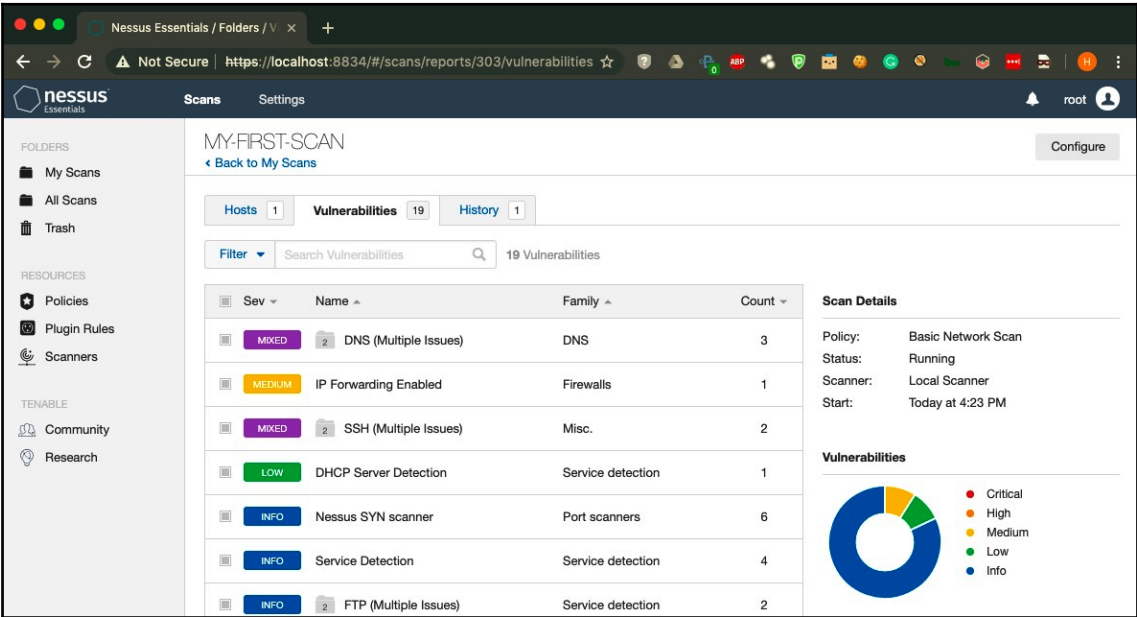 Nessus Essentials / Folders / V
Not Secure | https://localhost:8834/#/scans/reports/303/vulnerabilities
ABP
0
H
nessus
Essentials
Scans Settings
root
FOLDERS
My Scans
All Scans
Trash
RESOURCES
Policies
Plugin Rules
Scanners
TENABLE
Community
Research
MY-FIRST-SCAN
Back to My Scans
Configure
Hosts 1 Vulnerabilities 19 History 1
Filter Search Vulnerabilities 19 Vulnerabilities
Sev Name Family Count
MIXED 2 DNS (Multiple Issues) DNS 3
MEDIUM IP Forwarding Enabled Firewalls 1
MIXED 2 SSH (Multiple Issues) Misc. 2
LOW DHCP Server Detection Service detection 1
INFO Nessus SYN scanner Port scanners 6
INFO Service Detection Service detection 4
INFO 2 FTP (Multiple Issues) Service detection 2
Scan Details
Policy: Basic Network Scan
Status: Running
Scanner: Local Scanner
Start: Today at 4:23 PM
Vulnerabilities
Critical
High
Medium
Low
Info